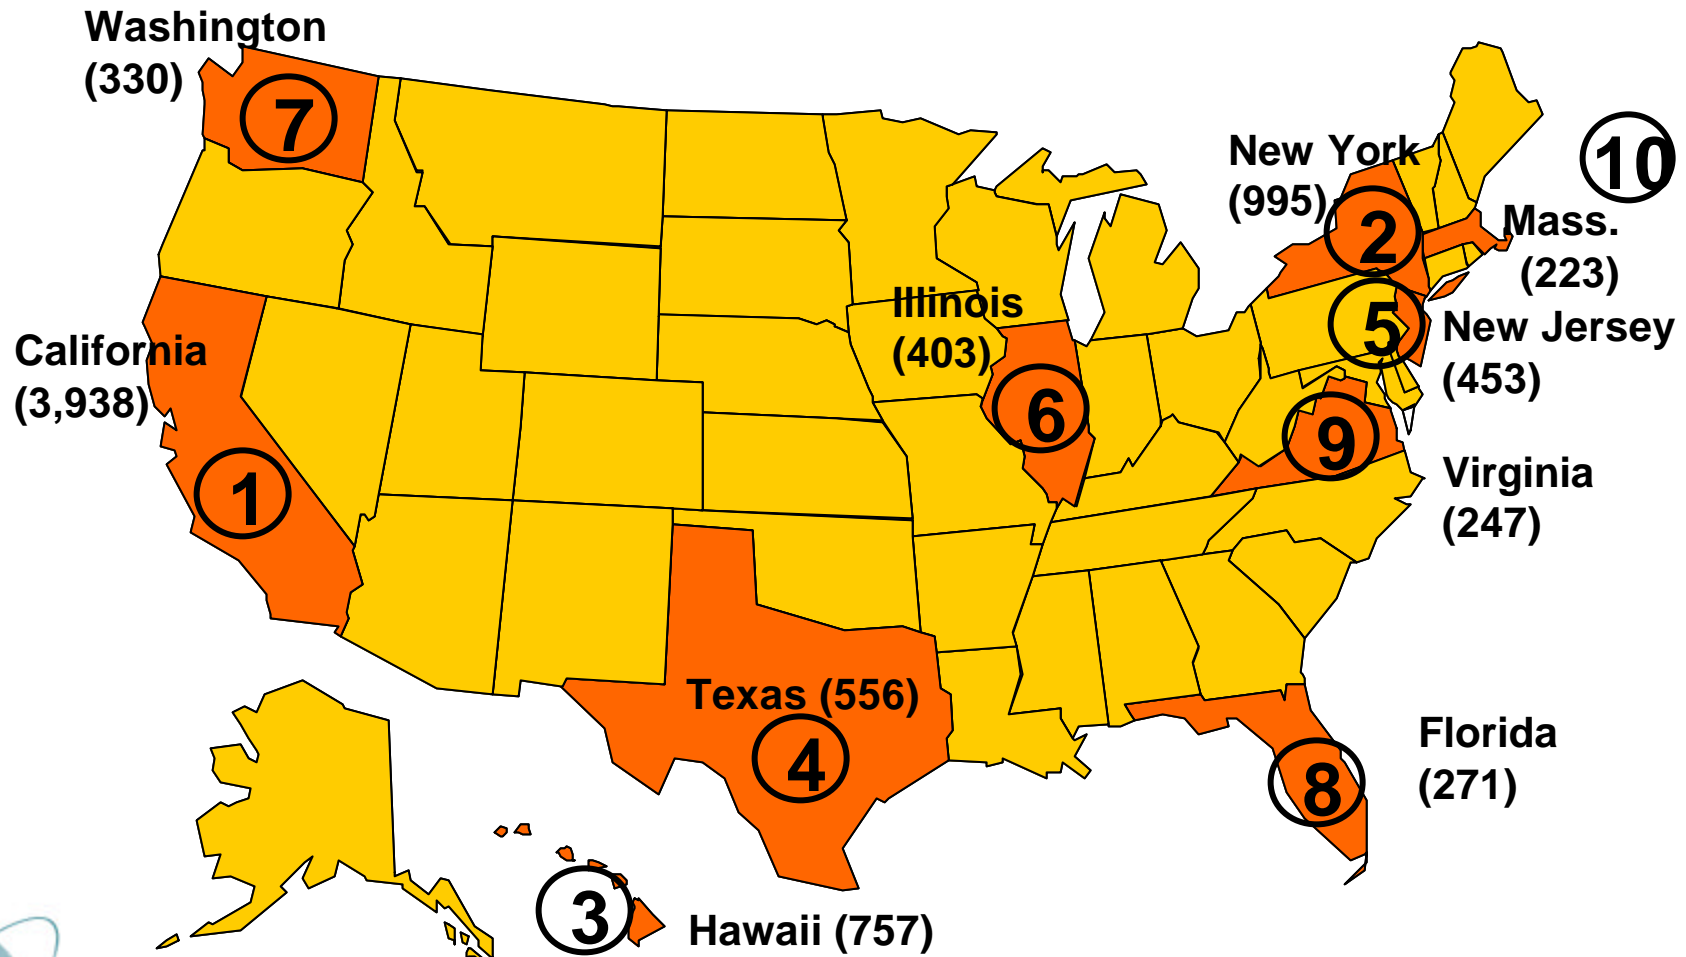 Washington
(330)
7
New York
(995)
10
2
Mass.
(223)
Illinois
(403)
5
New Jersey
(453)
California
(3,938)
6
9
Virginia
(247)
1
Texas (556)
4
Florida
(271)
8
3
Hawaii (757)